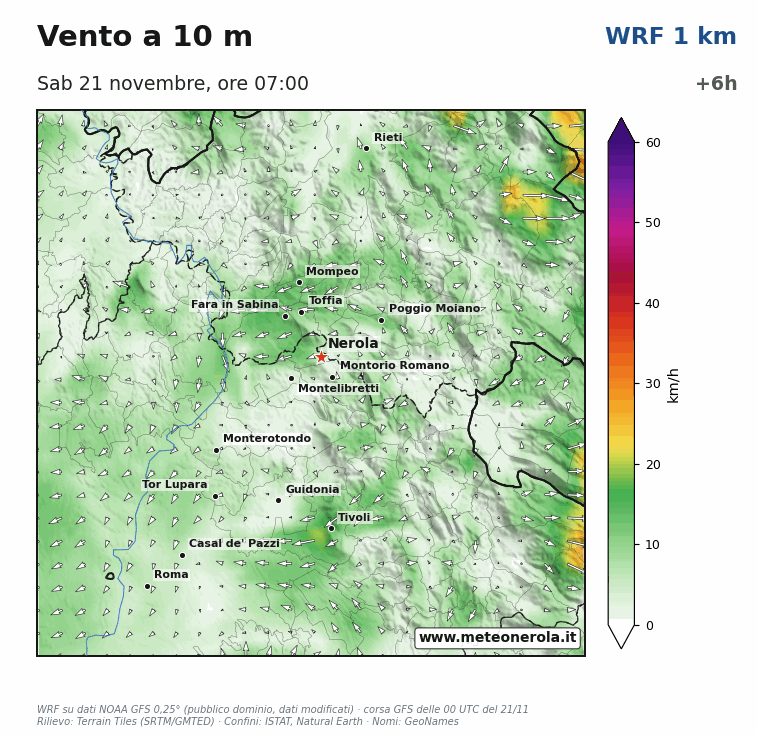 Vento a 10 m
WRF 1 km
Sab 21 novembre, ore 07:00
+6h
Rieti
Mompeo
Fara in Sabina
Toffia
Poggio Moiano
Nerola
Montorio Romano
Montelibretti
Monterotondo
Tor Lupara
Guidonia
Tivoli
Casal de' Pazzi
Roma
www.meteonerola.it
60
50
40
30
20
10
0
km/h
WRF su dati NOAA GFS 0,25° (pubblico dominio, dati modificati) · corsa GFS delle 00 UTC del 21/11
Rilievo: Terrain Tiles (SRTM/GMTED) · Confini: ISTAT, Natural Earth · Nomi: GeoNames